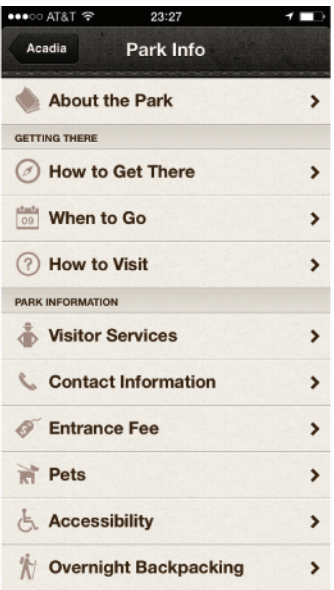 AT&T 23:27
Acadia Park Info
About the Park
GETTING THERE
How to Get There
09 When to Go
? How to Visit
PARK INFORMATION
Visitor Services
Contact Information
$ Entrance Fee
Pets
Accessibility
Overnight Backpacking